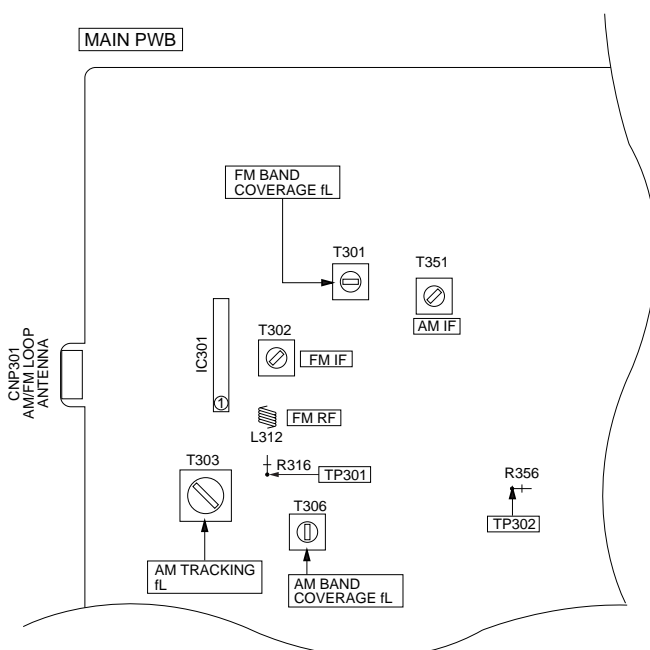 MAIN PWB
FM BAND
COVERAGE fL
T301
T351
AM IF
CNP301
AM/FM LOOP
ANTENNA
IC301
1
T302
FM IF
L312
FM RF
T303
R316
TP301
R356
TP302
T306
AM TRACKING
fL
AM BAND
COVERAGE fL